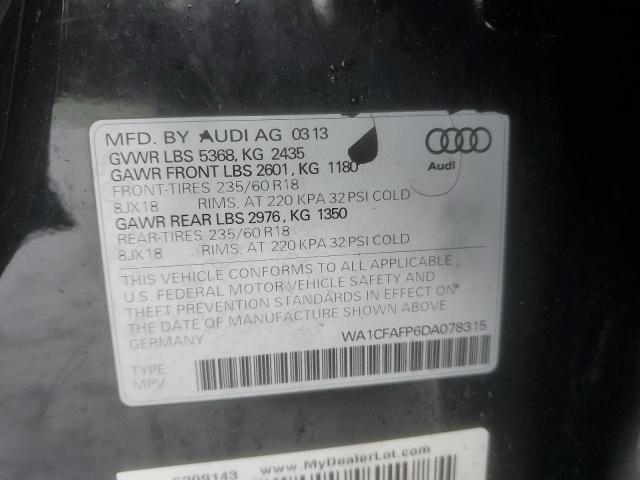 MFD. BY AUDI AG 0313
GVWR LBS 5368, KG 2435
GAWR FRONT LBS 2601, KG 1180
FRONT-TIRES 235/60 R18
8JX18 RIMS, AT 220 KPA 32 PSI COLD
GAWR REAR LBS 2976, KG 1350
REAR-TIRES 235/60 R18
8JX18 RIMS, AT 220 KPA 32 PSI COLD
Audi
THIS VEHICLE CONFORMS TO ALL APPLICABLE
U.S. FEDERAL MOTOR VEHICLE SAFETY AND
THEFT PREVENTION STANDARDS IN EFFECT ON
THE DATE OF MANUFACTURE SHOWN ABOVE
GERMANY WA1CFAFP6DA078315
TYPE
MPV
www.MyDealerLot.com